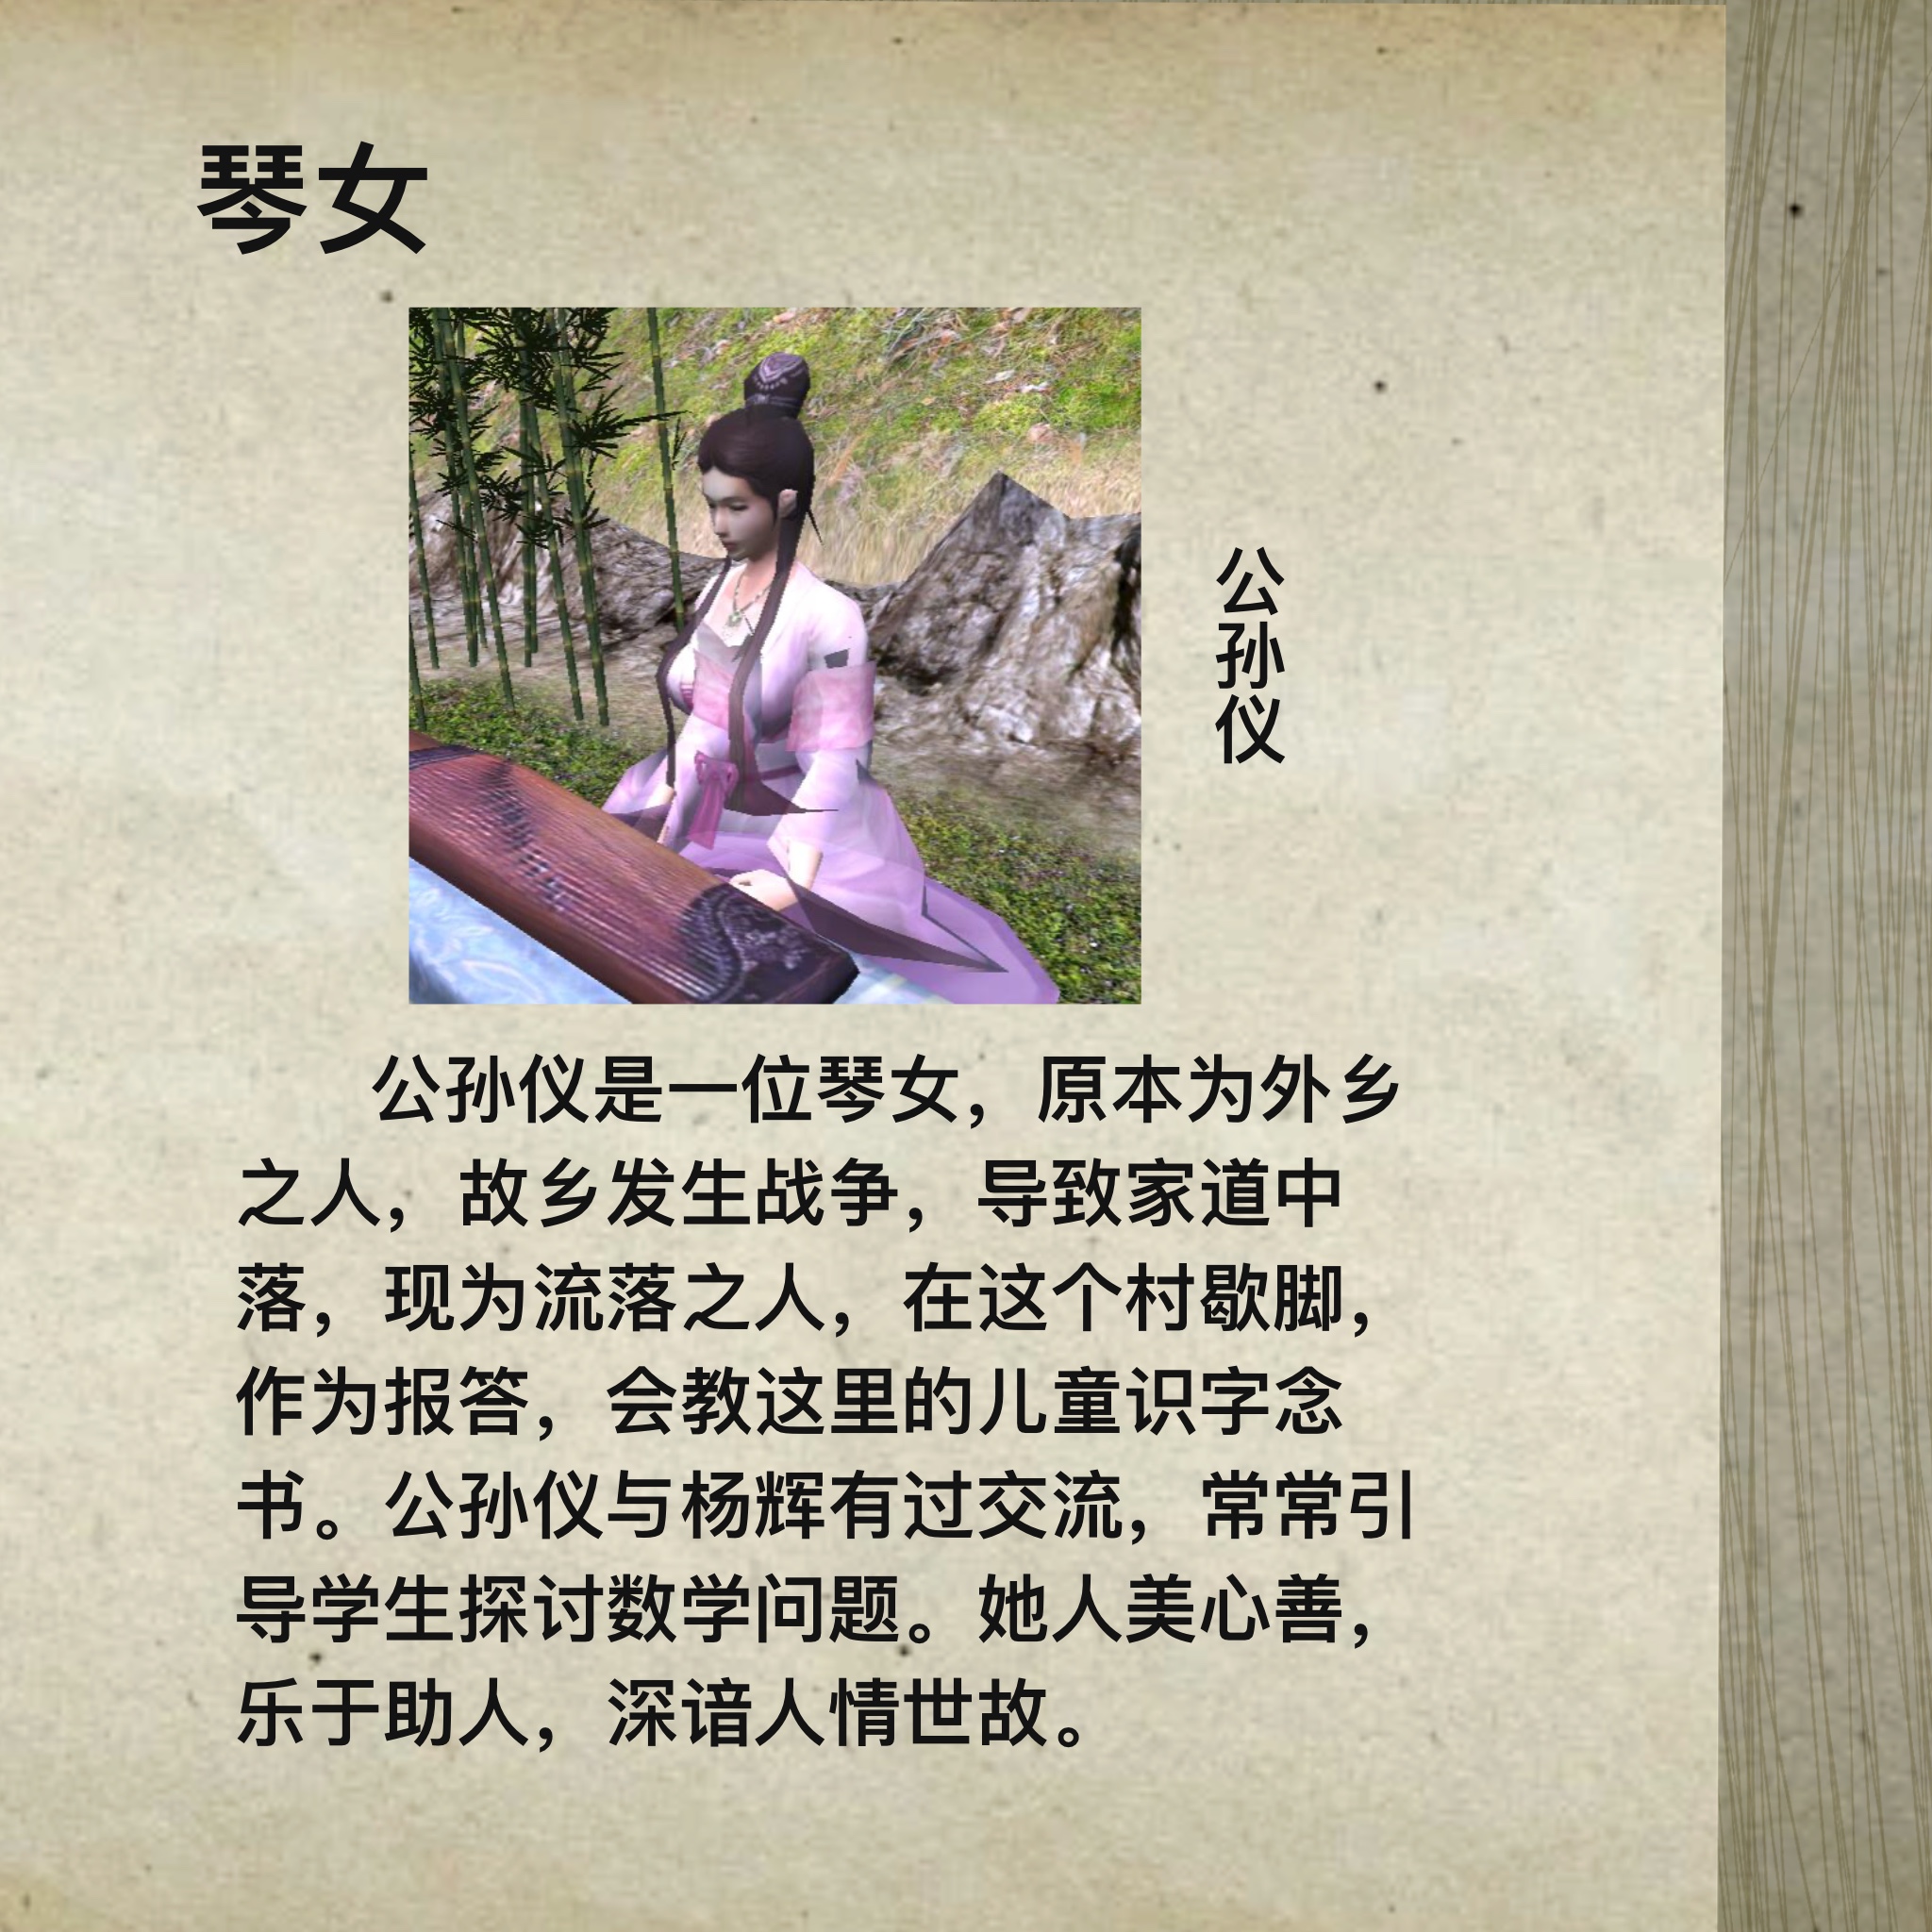 琴女
公孙仪
公孙仪是一位琴女，原本为外乡
之人，故乡发生战争，导致家道中
落，现为流落之人，在这个村歇脚，
作为报答，会教这里的儿童识字念
书。公孙仪与杨辉有过交流，常常引
导学生探讨数学问题。她人美心善，
乐于助人，深谙人情世故。